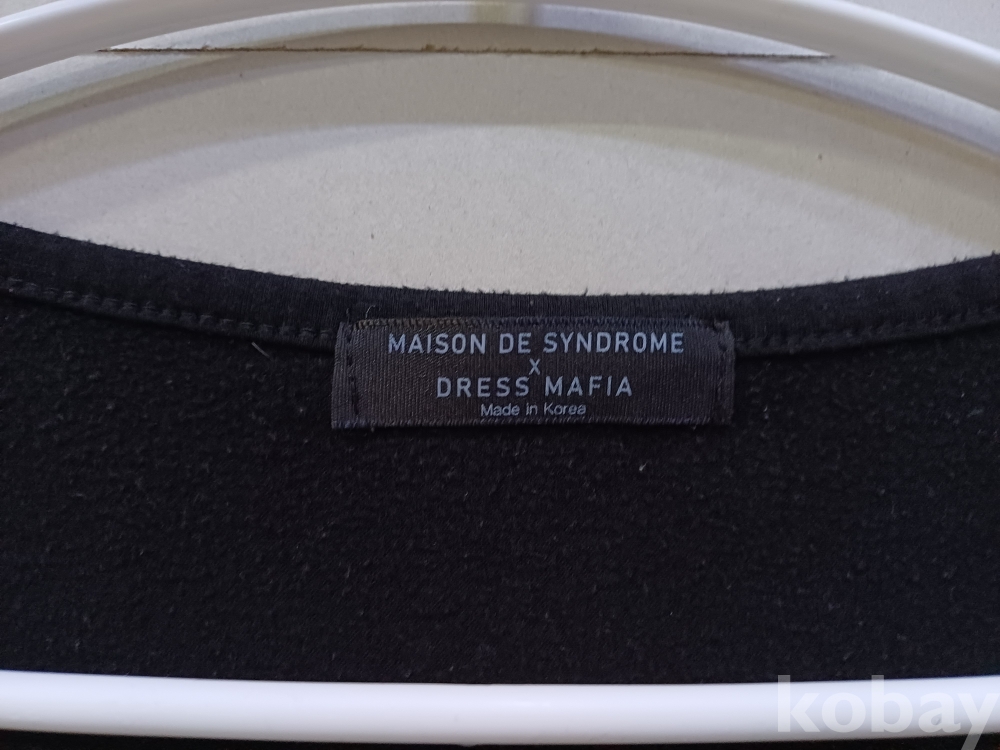 MAISON DE SYNDROME
X
DRESS MAFIA
Made in Korea
kobay